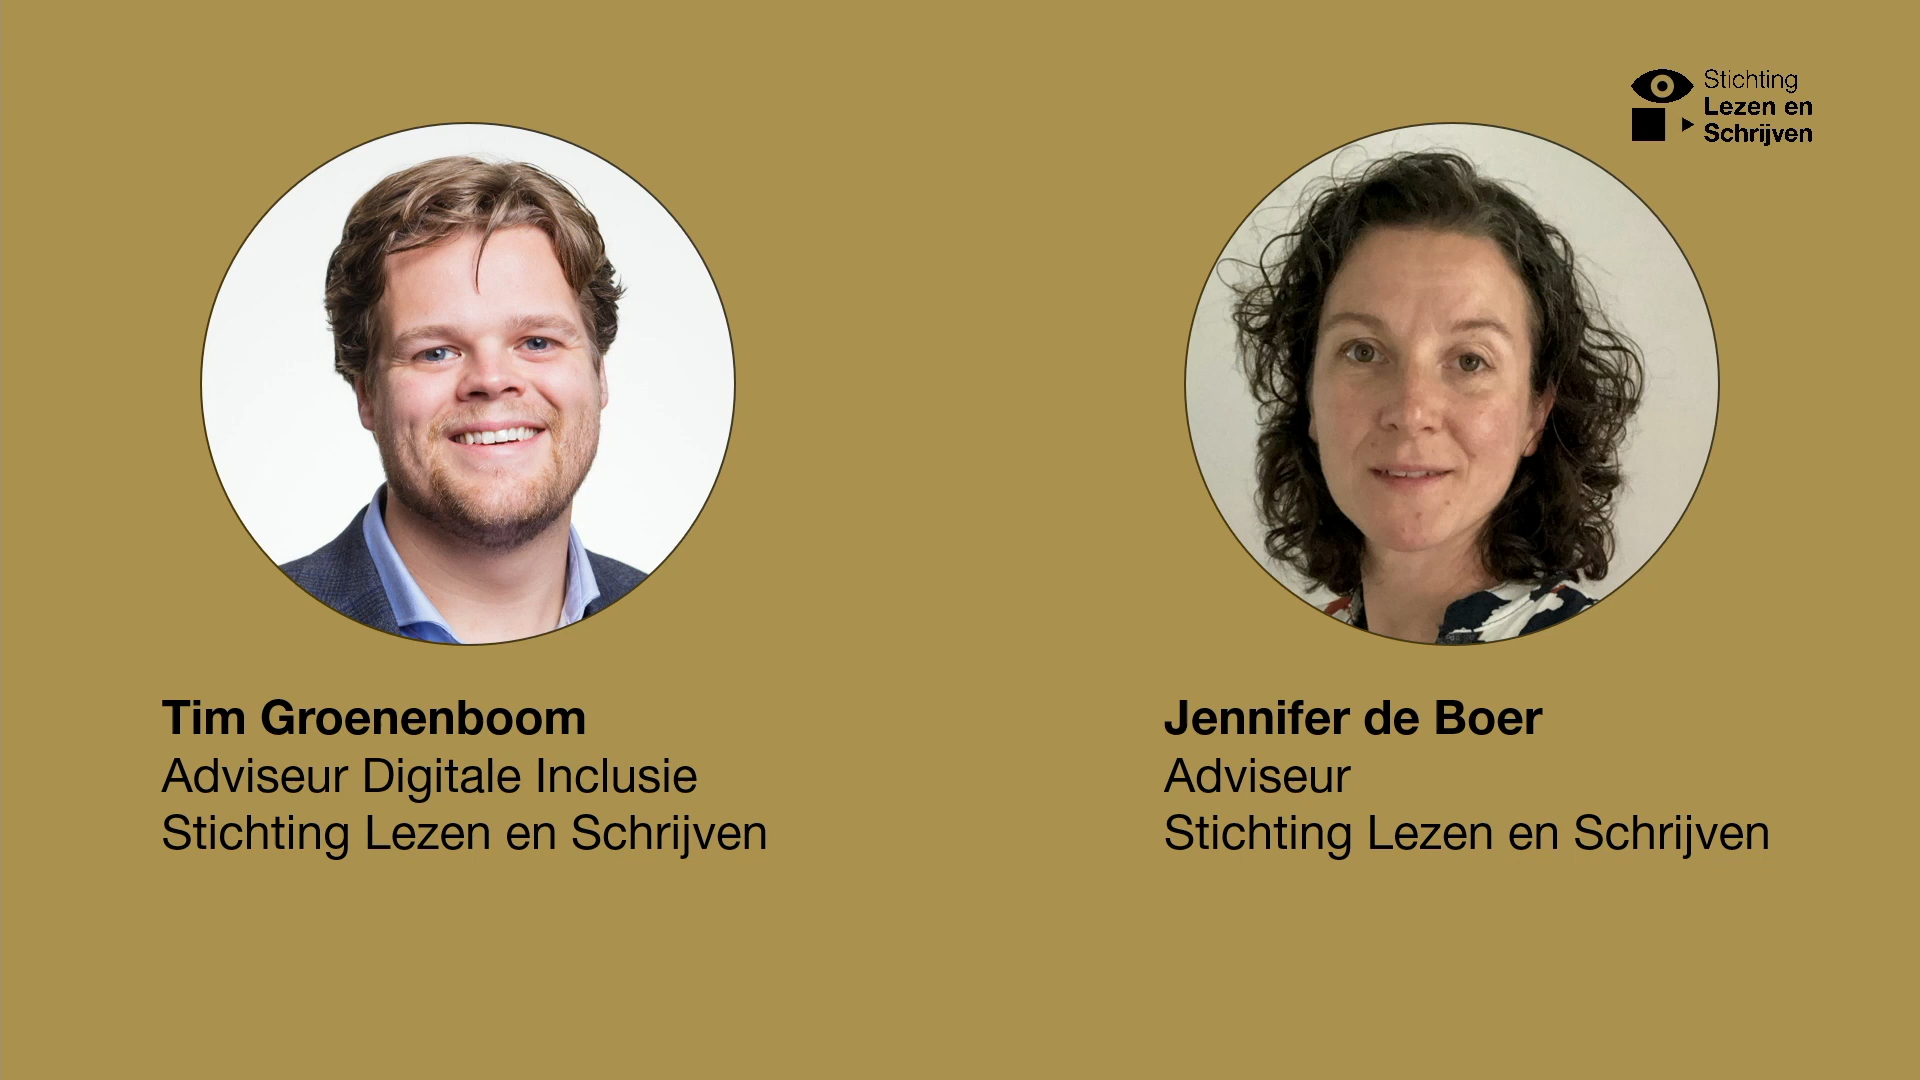 Stichting
Lezen en
Schrijven
Tim Groenenboom
Adviseur Digitale Inclusie
Stichting Lezen en Schrijven
Jennifer de Boer
Adviseur
Stichting Lezen en Schrijven